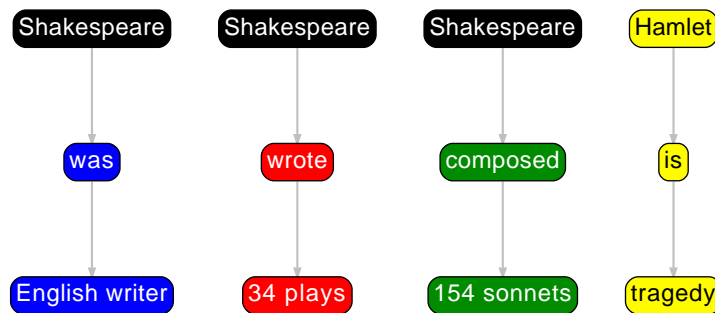 Shakespeare Shakespeare Shakespeare Hamlet
was wrote composed is
English writer 34 plays 154 sonnets tragedy